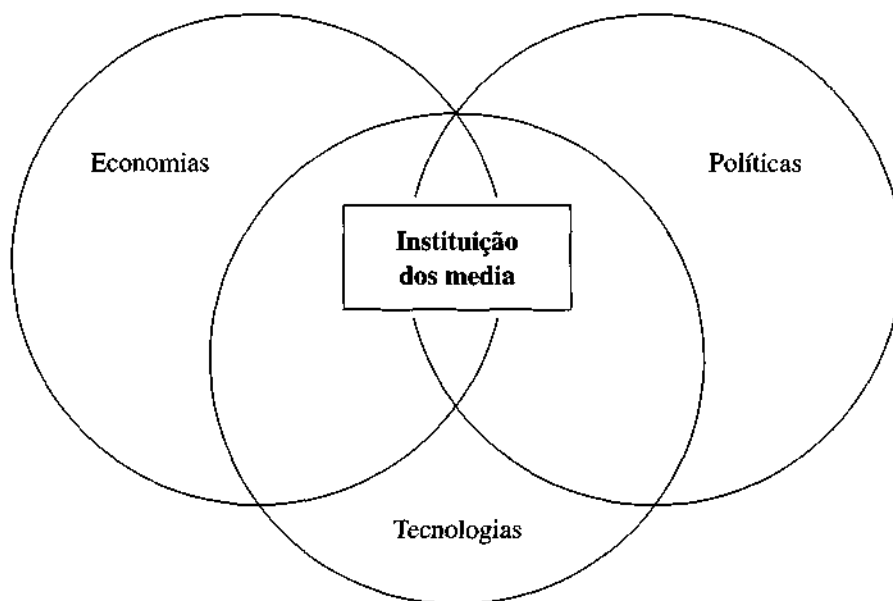 Economias
Políticas
Instituição
dos media
Tecnologias